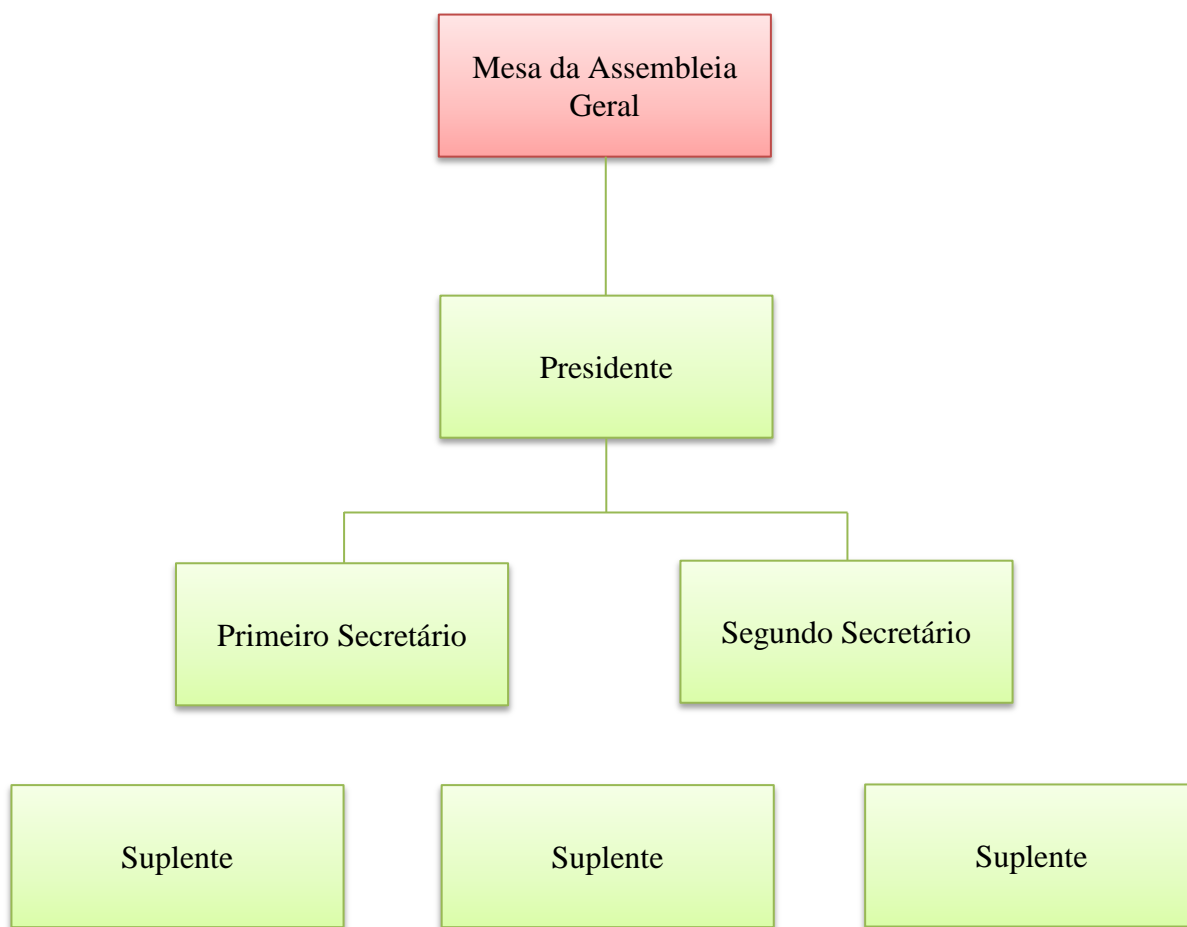 Mesa da Assembleia
Geral
Presidente
Primeiro Secretário
Segundo Secretário
Suplente
Suplente
Suplente